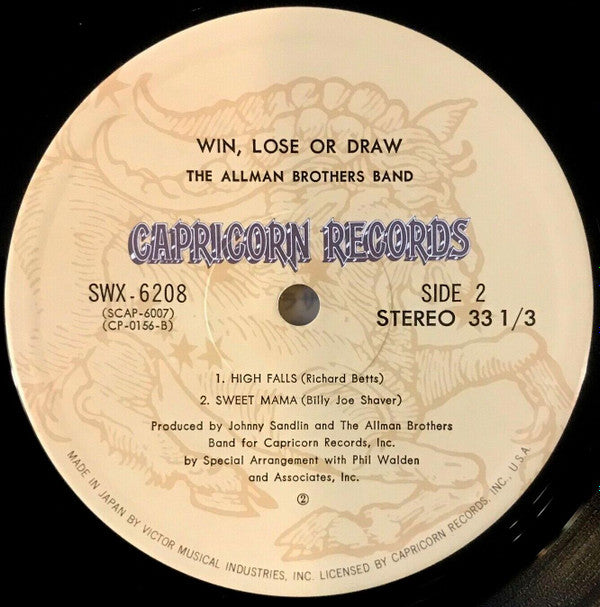 WIN, LOSE OR DRAW
THE ALLMAN BROTHERS BAND
CAPRICORN RECORDS
SWX-6208
(SCAP-6007)
(CP-0156-B)
SIDE 2
STEREO 33 1/3
1. HIGH FALLS (Richard Betts)
2. SWEET MAMA (Billy Joe Shaver)
Produced by Johnny Sandlin and The Allman Brothers
Band for Capricorn Records, Inc.
by Special Arrangement with Phil Walden
and Associates, Inc.
②
MADE IN JAPAN BY VICTOR MUSICAL INDUSTRIES, INC. LICENSED BY CAPRICORN RECORDS, INC., U.S.A.